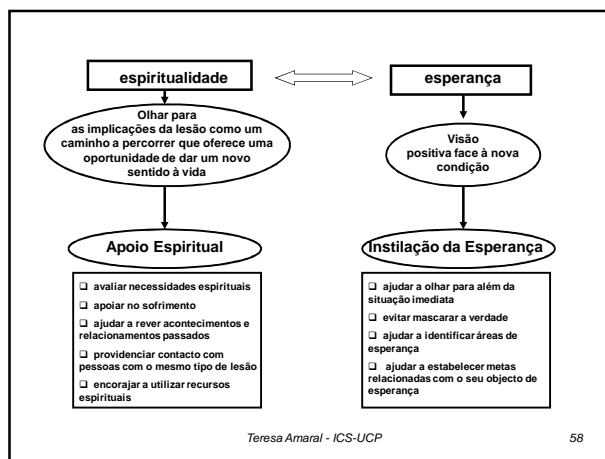 espiritualidade
esperança
Olhar para
as implicações da lesão como um
caminho a percorrer que oferece uma
oportunidade de dar um novo
sentido à vida
Visão
positiva face à nova
condição
Apoio Espiritual
Instilação da Esperança
❑ avaliar necessidades espirituais
❑ apoiar no sofrimento
❑ ajudar a rever acontecimentos e
relacionamentos passados
❑ providenciar contacto com
pessoas com o mesmo tipo de lesão
❑ encorajar a utilizar recursos
espirituais
❑ ajudar a olhar para além da
situação imediata
❑ evitar mascarar a verdade
❑ ajudar a identificar áreas de
esperança
❑ ajudar a estabelecer metas
relacionadas com o seu objecto de
esperança
Teresa Amaral - ICS-UCP
58